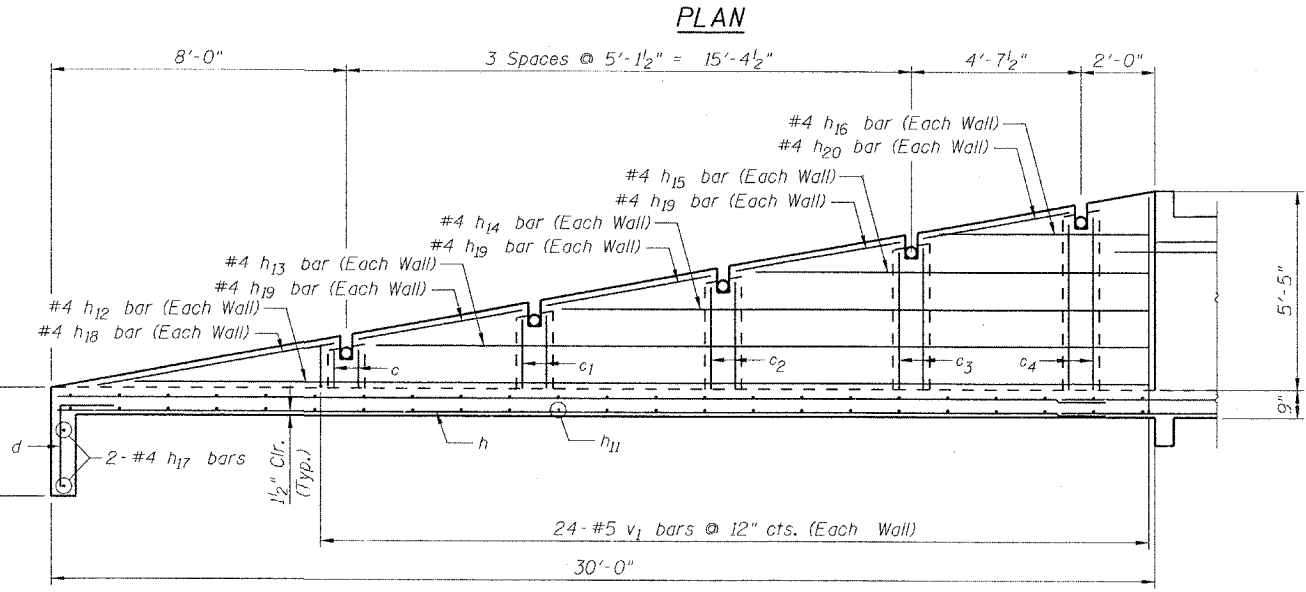 PLAN
8'-0"
3 Spaces @ 5'-1½" = 15'-4½"
4'-7½"
2'-0"
#4 h16 bar (Each Wall)
#4 h20 bar (Each Wall)
#4 h15 bar (Each Wall)
#4 h19 bar (Each Wall)
#4 h14 bar (Each Wall)
#4 h19 bar (Each Wall)
#4 h13 bar (Each Wall)
#4 h19 bar (Each Wall)
#4 h12 bar (Each Wall)
#4 h18 bar (Each Wall)
5'-5"
c
c1
c2
c3
c4
9"
d
2-#4 h17 bars
1½" Clr.
(Typ.)
h
h11
24-#5 v1 bars @ 12" cts. (Each Wall)
30'-0"